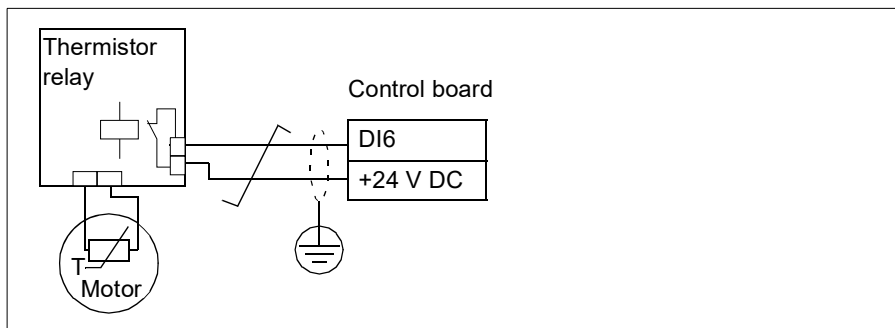 Thermistor
relay
Control board
DI6
+24 V DC
T
Motor